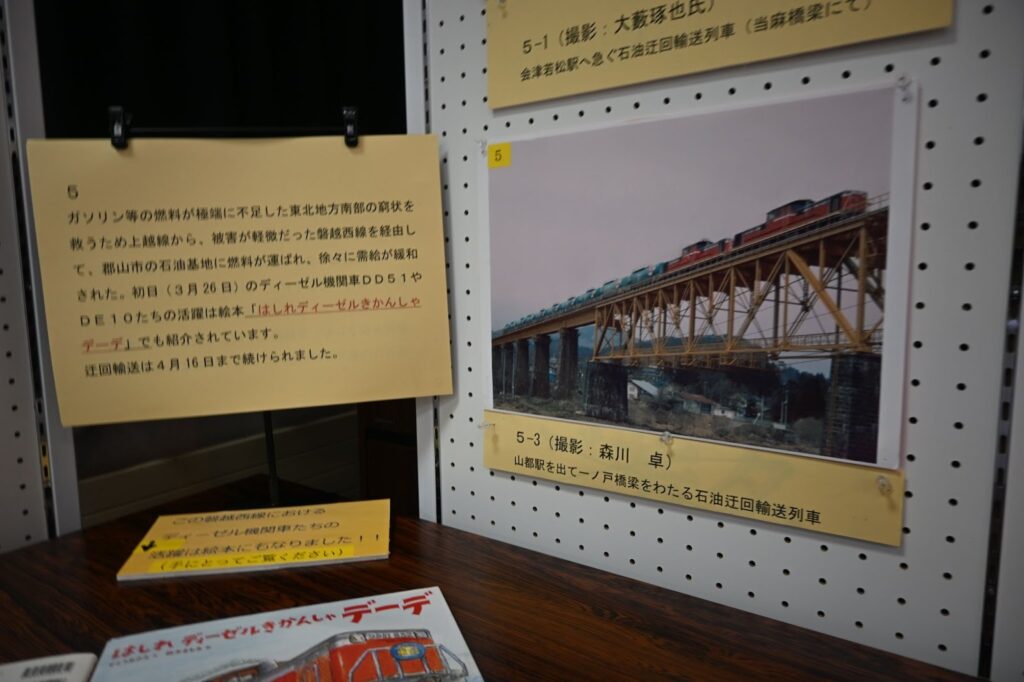 5-1（撮影：大藪琢也氏）
会津若松駅へ急ぐ石油迂回輸送列車（当麻橋梁にて）
5
ガソリン等の燃料が極端に不足した東北地方南部の窮状を
救うため上越線から、被害が軽微だった磐越西線を経由し
て、郡山市の石油基地に燃料が運ばれ、徐々に需給が緩和
された。初日（３月26日）のディーゼル機関車ＤＤ５１や
ＤＥ１０たちの活躍は絵本「はしれディーゼルきかんしゃ
デーデ」でも紹介されています。
迂回輸送は４月16日まで続けられました。
5
5-3（撮影：森川　卓）
山都駅を出て一ノ戸橋梁をわたる石油迂回輸送列車
この磐越西線における
ディーゼル機関車たちの
活躍は絵本にもなりました！！
（手にとってご覧ください）
はしれ ディーゼルきかんしゃ デーデ